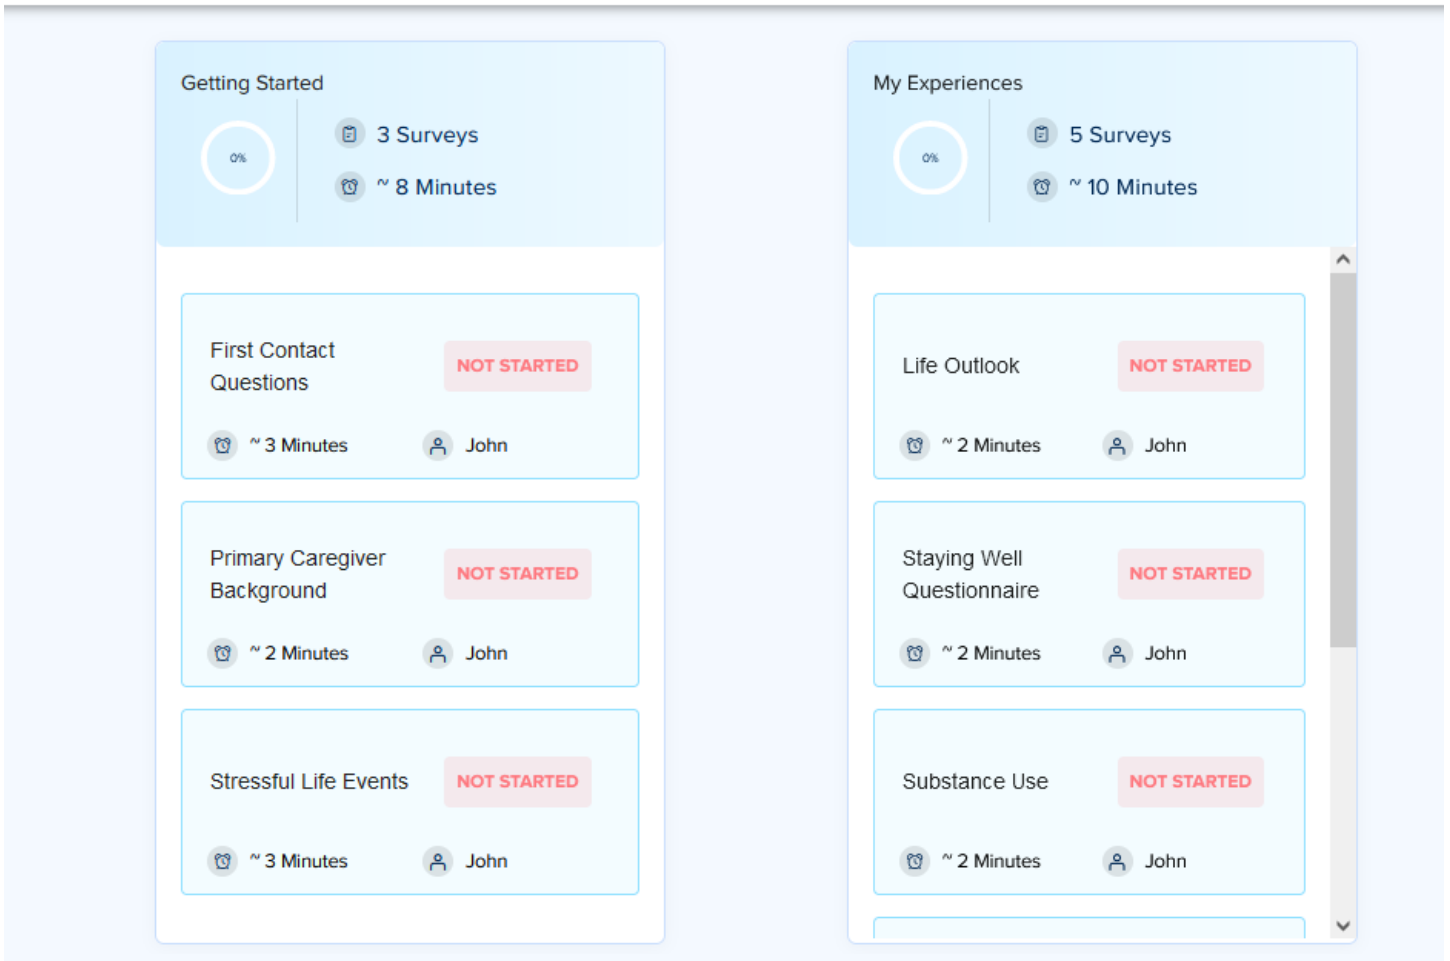 Getting Started
0%
3 Surveys
~ 8 Minutes
First Contact
Questions
NOT STARTED
~ 3 Minutes
John
Primary Caregiver
Background
NOT STARTED
~ 2 Minutes
John
Stressful Life Events
NOT STARTED
~ 3 Minutes
John
My Experiences
0%
5 Surveys
~ 10 Minutes
Life Outlook
NOT STARTED
~ 2 Minutes
John
Staying Well
Questionnaire
NOT STARTED
~ 2 Minutes
John
Substance Use
NOT STARTED
~ 2 Minutes
John